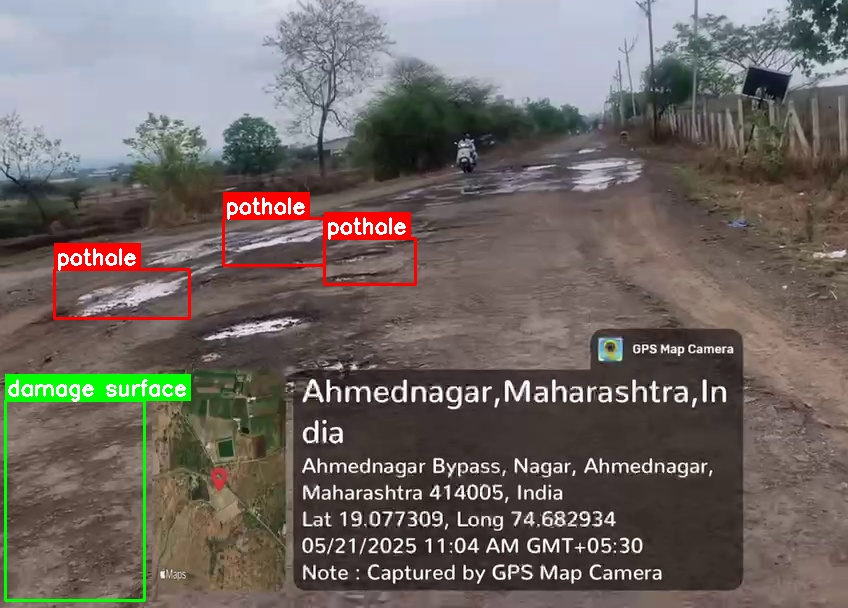 pothole
pothole
pothole
damage surface
GPS Map Camera
Ahmednagar,Maharashtra,In
dia
Ahmednagar Bypass, Nagar, Ahmednagar,
Maharashtra 414005, India
Lat 19.077309, Long 74.682934
05/21/2025 11:04 AM GMT+05:30
Note : Captured by GPS Map Camera
Maps